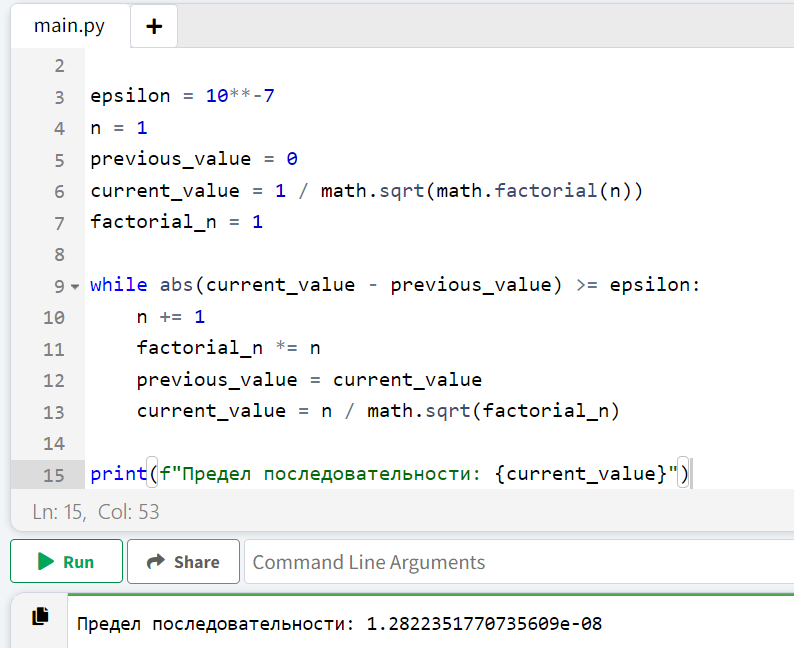 main.py +
2
3 epsilon = 10**-7
4 n = 1
5 previous_value = 0
6 current_value = 1 / math.sqrt(math.factorial(n))
7 factorial_n = 1
8
9 while abs(current_value - previous_value) >= epsilon:
10 n += 1
11 factorial_n *= n
12 previous_value = current_value
13 current_value = n / math.sqrt(factorial_n)
14
15 print(f"Предел последовательности: {current_value}")
Ln: 15, Col: 53
Run Share Command Line Arguments
Предел последовательности: 1.2822351770735609e-08